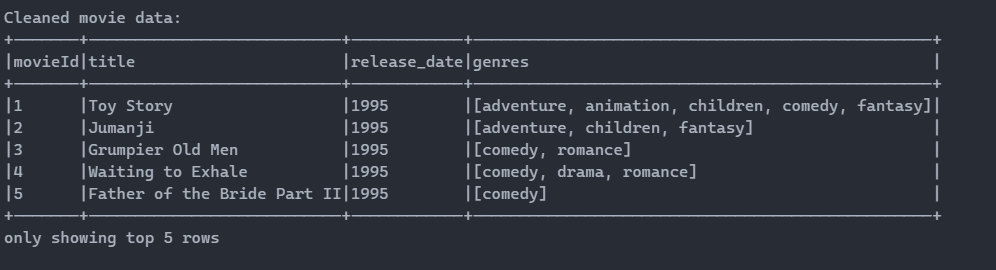 Cleaned movie data:
+-------+---------------------------+------------+-------------------------------------------------+
|movieId|title                      |release_date|genres                                           |
+-------+---------------------------+------------+-------------------------------------------------+
|1      |Toy Story                  |1995        |[adventure, animation, children, comedy, fantasy]|
|2      |Jumanji                    |1995        |[adventure, children, fantasy]                   |
|3      |Grumpier Old Men           |1995        |[comedy, romance]                                |
|4      |Waiting to Exhale          |1995        |[comedy, drama, romance]                         |
|5      |Father of the Bride Part II|1995        |[comedy]                                         |
+-------+---------------------------+------------+-------------------------------------------------+
only showing top 5 rows